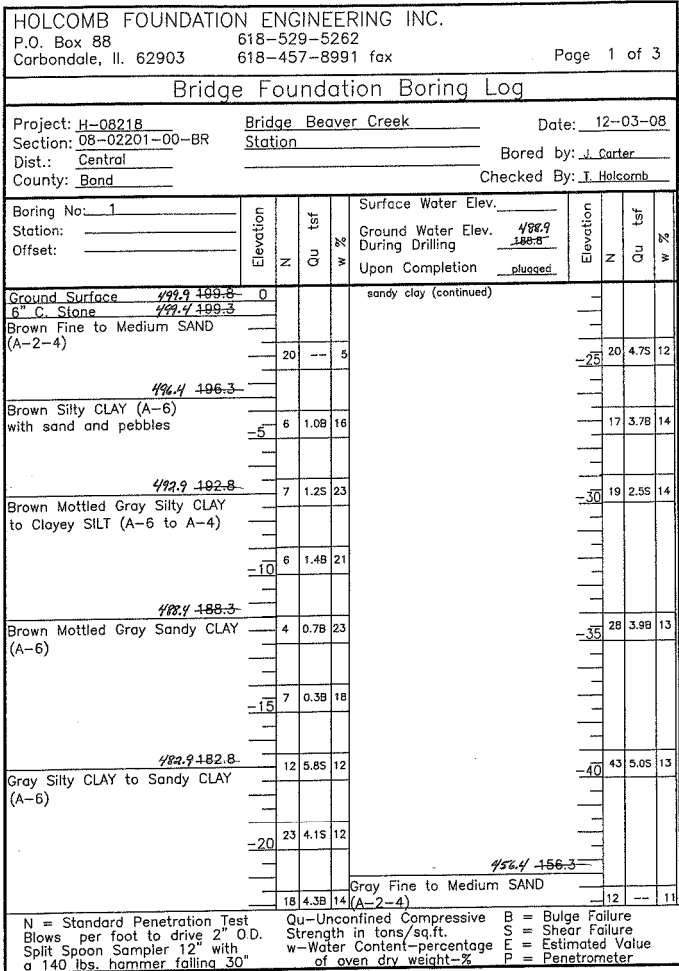 HOLCOMB FOUNDATION ENGINEERING INC.
P.O. Box 88 618-529-5262
Carbondale, Il. 62903 618-457-8991 fax Page 1 of 3
Bridge Foundation Boring Log
Project: H-08218 Bridge Beaver Creek Date: 12-03-08
Section: 08-02201-00-BR Station
Dist.: Central Bored by: J. Carter
County: Bond Checked By: T. Holcomb
Boring No: 1
Station:
Offset:
Elevation
N
Qu tsf
w %
Surface Water Elev.
Ground Water Elev. 488.9
During Drilling 188.8
Upon Completion plugged
Elevation
N
Qu tsf
w %
Ground Surface 499.9 199.8 0
6" C. Stone 499.4 199.3
Brown Fine to Medium SAND
(A-2-4)
20 -- 5
496.4 196.3
Brown Silty CLAY (A-6)
with sand and pebbles
-5 6 1.0B 16
492.9 192.8
7 1.2S 23
Brown Mottled Gray Silty CLAY
to Clayey SILT (A-6 to A-4)
-10 6 1.4B 21
488.4 188.3
Brown Mottled Gray Sandy CLAY
(A-6)
4 0.7B 23
-15 7 0.3B 18
482.9 182.8
12 5.8S 12
Gray Silty CLAY to Sandy CLAY
(A-6)
-20 23 4.1S 12
18 4.3B 14
sandy clay (continued)
-25 20 4.7S 12
17 3.7B 14
-30 19 2.5S 14
-35 28 3.9B 13
-40 43 5.0S 13
456.4 156.3
Gray Fine to Medium SAND
(A-2-4) 12 -- 11
N = Standard Penetration Test
Blows per foot to drive 2" O.D.
Split Spoon Sampler 12" with
a 140 lbs. hammer falling 30"
Qu-Unconfined Compressive
Strength in tons/sq.ft.
w-Water Content-percentage
of oven dry weight-%
B = Bulge Failure
S = Shear Failure
E = Estimated Value
P = Penetrometer